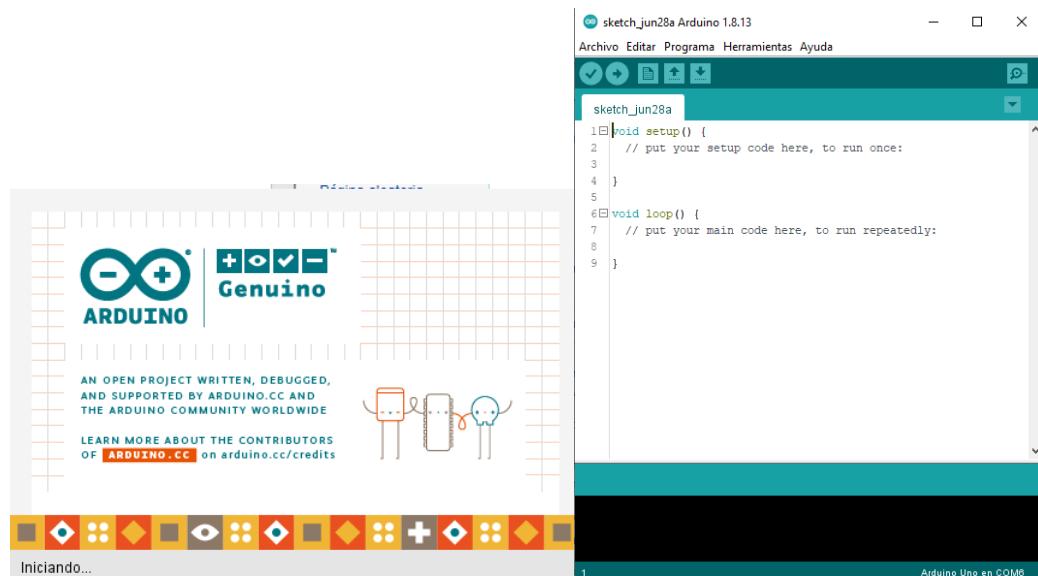 ARDUINO
Genuino
™
AN OPEN PROJECT WRITTEN, DEBUGGED,
AND SUPPORTED BY ARDUINO.CC AND
THE ARDUINO COMMUNITY WORLDWIDE
LEARN MORE ABOUT THE CONTRIBUTORS
OF ARDUINO.CC on arduino.cc/credits
Iniciando...
sketch_jun28a Arduino 1.8.13
Archivo Editar Programa Herramientas Ayuda
sketch_jun28a
1 void setup() {
2 // put your setup code here, to run once:
3
4 }
5
6 void loop() {
7 // put your main code here, to run repeatedly:
8
9 }
1 Arduino Uno en COM6